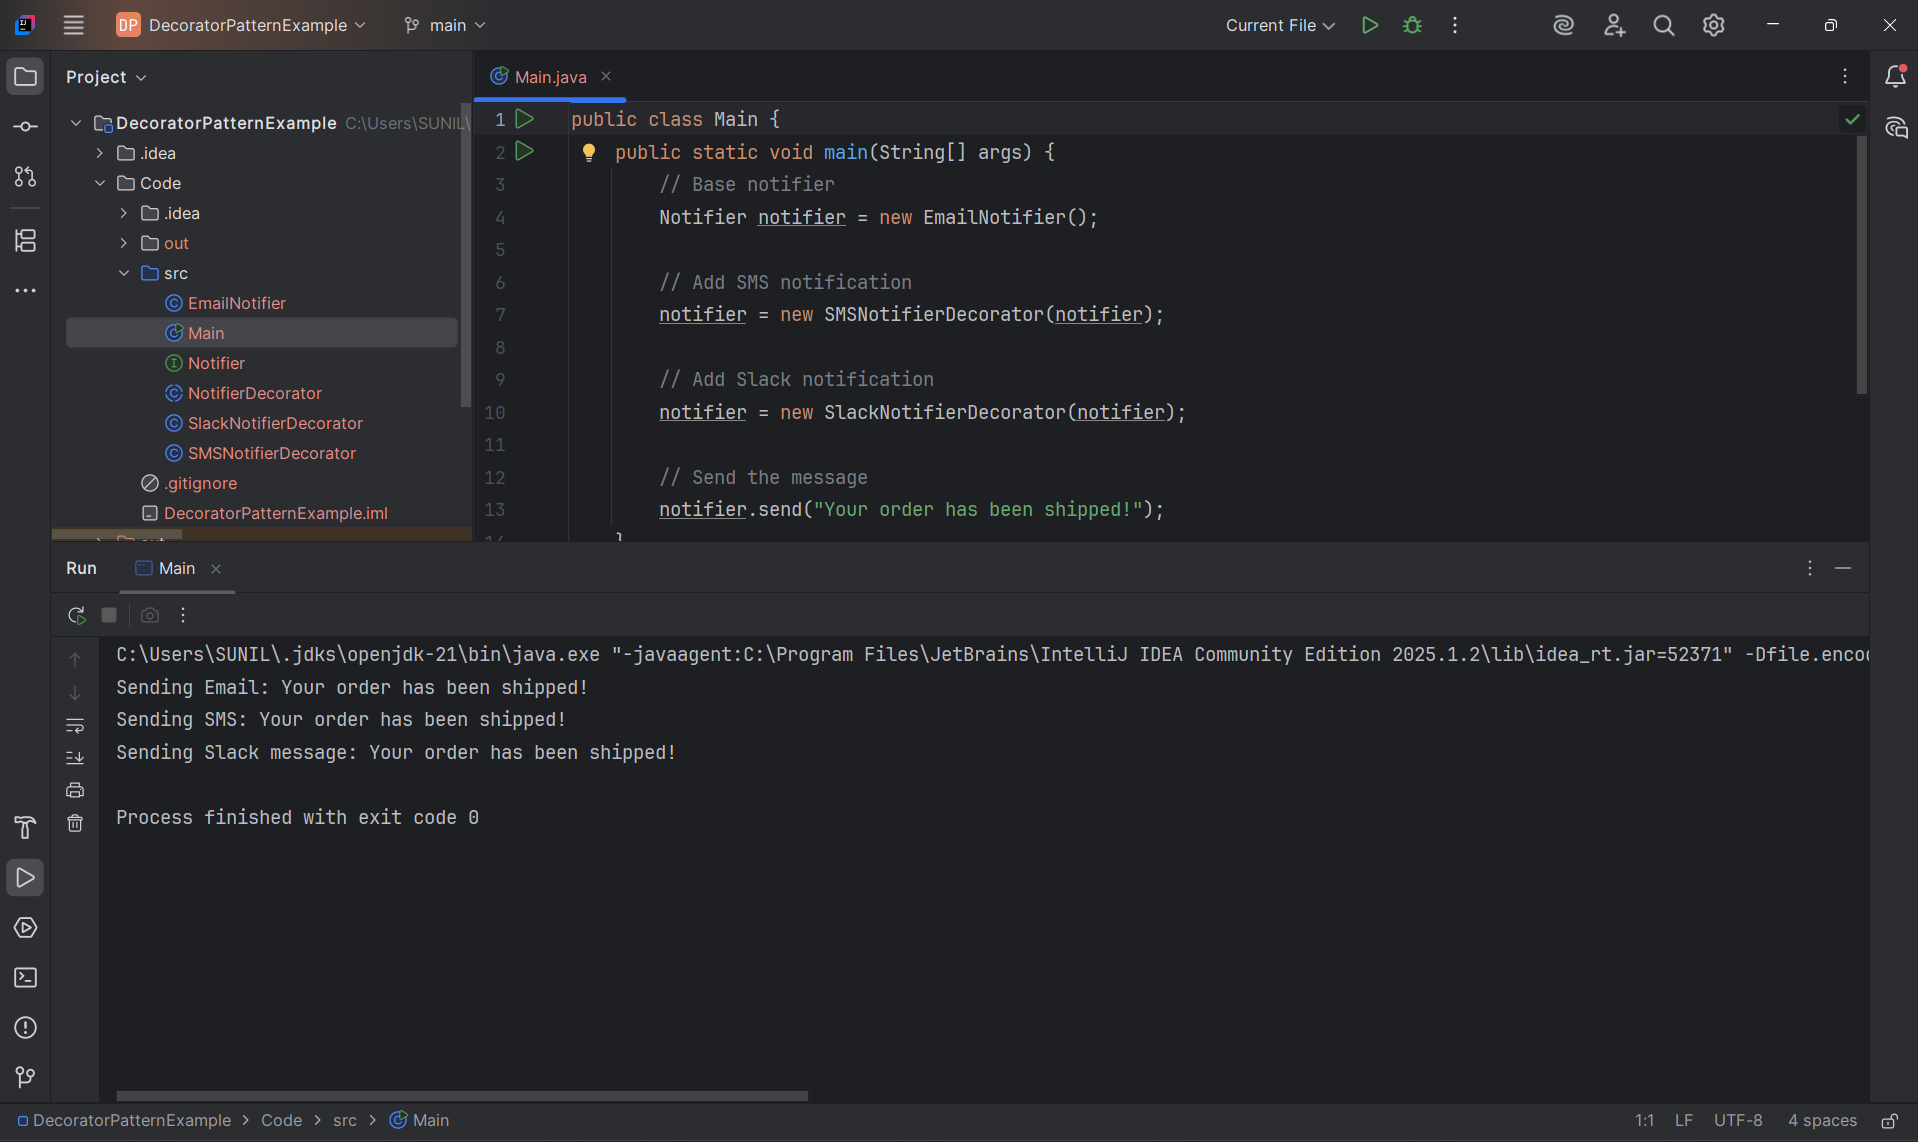 DP DecoratorPatternExample main Current File
Project
Main.java
DecoratorPatternExample C:\Users\SUNIL\
.idea
Code
.idea
out
src
EmailNotifier
Main
Notifier
NotifierDecorator
SlackNotifierDecorator
SMSNotifierDecorator
.gitignore
DecoratorPatternExample.iml
1 public class Main {
2 public static void main(String[] args) {
3 // Base notifier
4 Notifier notifier = new EmailNotifier();
5
6 // Add SMS notification
7 notifier = new SMSNotifierDecorator(notifier);
8
9 // Add Slack notification
10 notifier = new SlackNotifierDecorator(notifier);
11
12 // Send the message
13 notifier.send("Your order has been shipped!");
Run Main
C:\Users\SUNIL\.jdks\openjdk-21\bin\java.exe "-javaagent:C:\Program Files\JetBrains\IntelliJ IDEA Community Edition 2025.1.2\lib\idea_rt.jar=52371" -Dfile.enco
Sending Email: Your order has been shipped!
Sending SMS: Your order has been shipped!
Sending Slack message: Your order has been shipped!
Process finished with exit code 0
DecoratorPatternExample > Code > src > Main 1:1 LF UTF-8 4 spaces